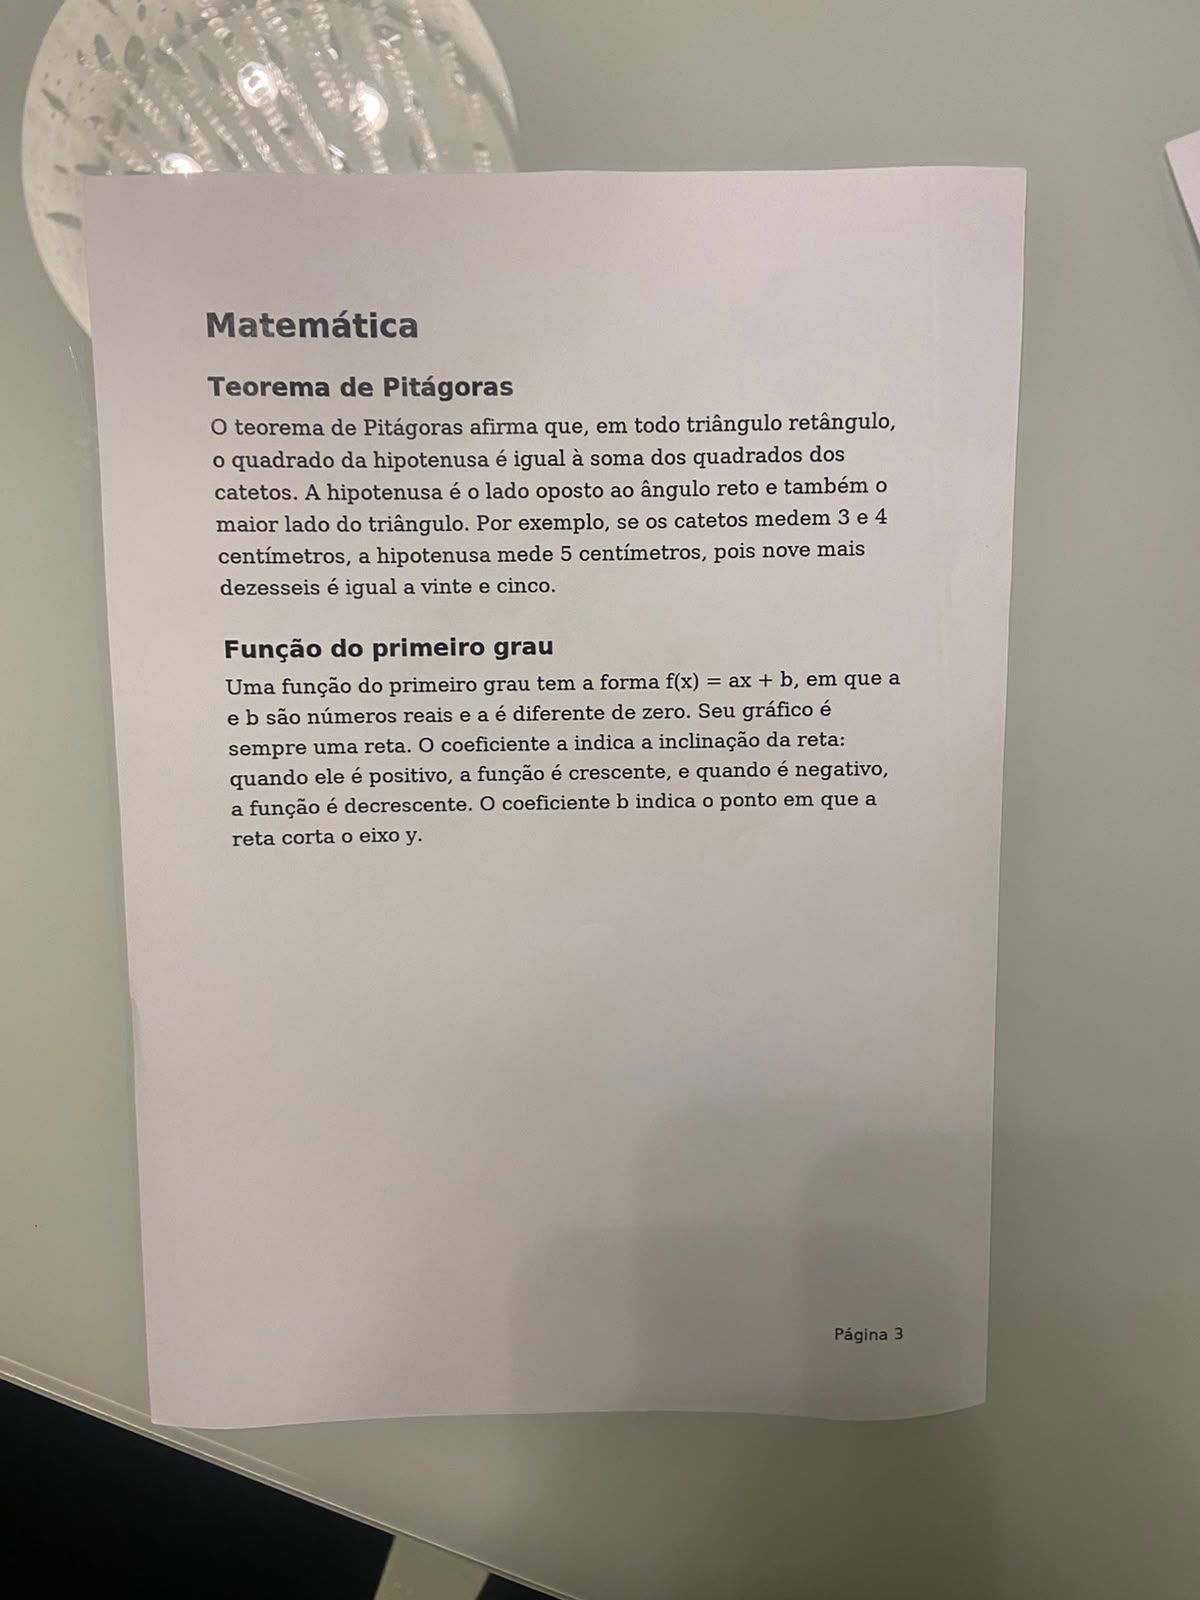 Matemática
Teorema de Pitágoras
O teorema de Pitágoras afirma que, em todo triângulo retângulo,
o quadrado da hipotenusa é igual à soma dos quadrados dos
catetos. A hipotenusa é o lado oposto ao ângulo reto e também o
maior lado do triângulo. Por exemplo, se os catetos medem 3 e 4
centímetros, a hipotenusa mede 5 centímetros, pois nove mais
dezesseis é igual a vinte e cinco.
Função do primeiro grau
Uma função do primeiro grau tem a forma f(x) = ax + b, em que a
e b são números reais e a é diferente de zero. Seu gráfico é
sempre uma reta. O coeficiente a indica a inclinação da reta:
quando ele é positivo, a função é crescente, e quando é negativo,
a função é decrescente. O coeficiente b indica o ponto em que a
reta corta o eixo y.
Página 3